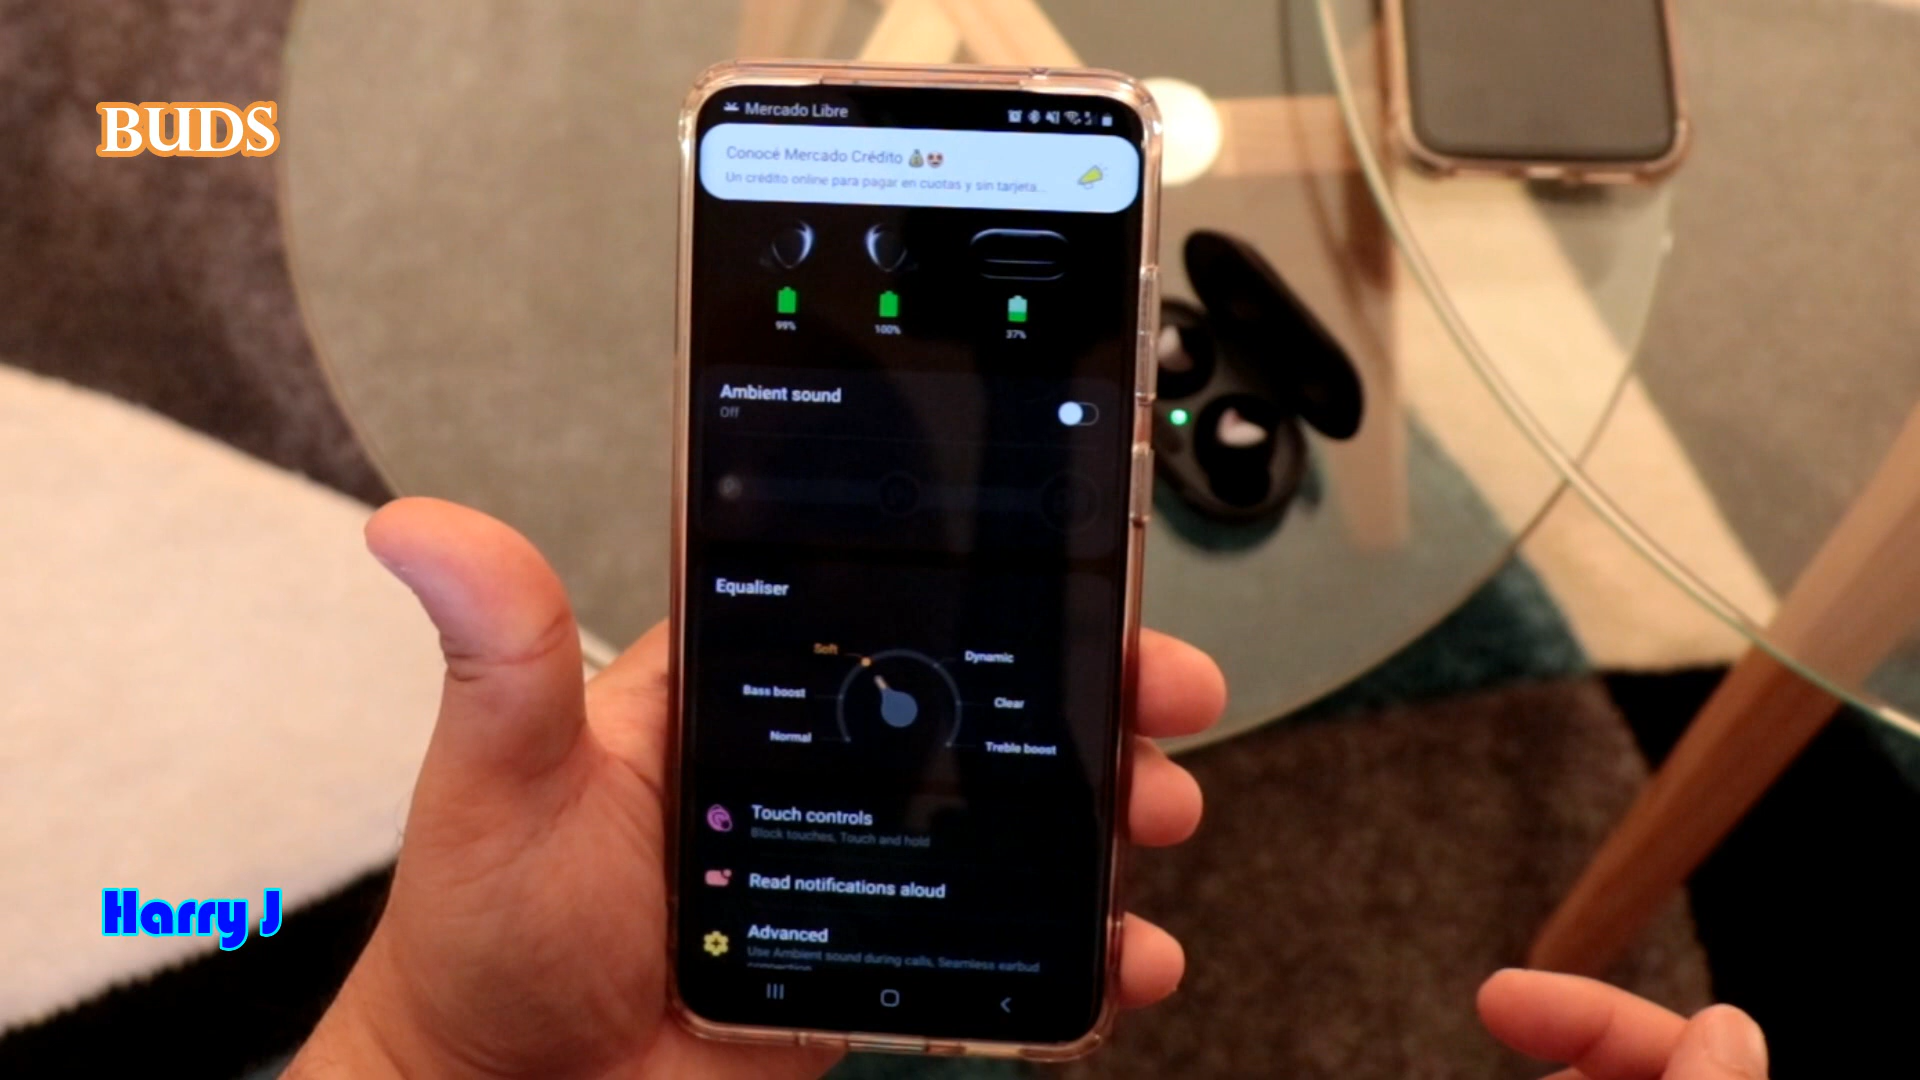 BUDS
Mercado Libre
Conocé Mercado Crédito 💰😍
Un crédito online para pagar en cuotas y sin tarjeta...
99%
100%
37%
Ambient sound
Off
Equaliser
Soft
Dynamic
Bass boost
Clear
Normal
Treble boost
Touch controls
Block touches, Touch and hold
Read notifications aloud
Advanced
Use Ambient sound during calls, Seamless earbud
connection
Harry J